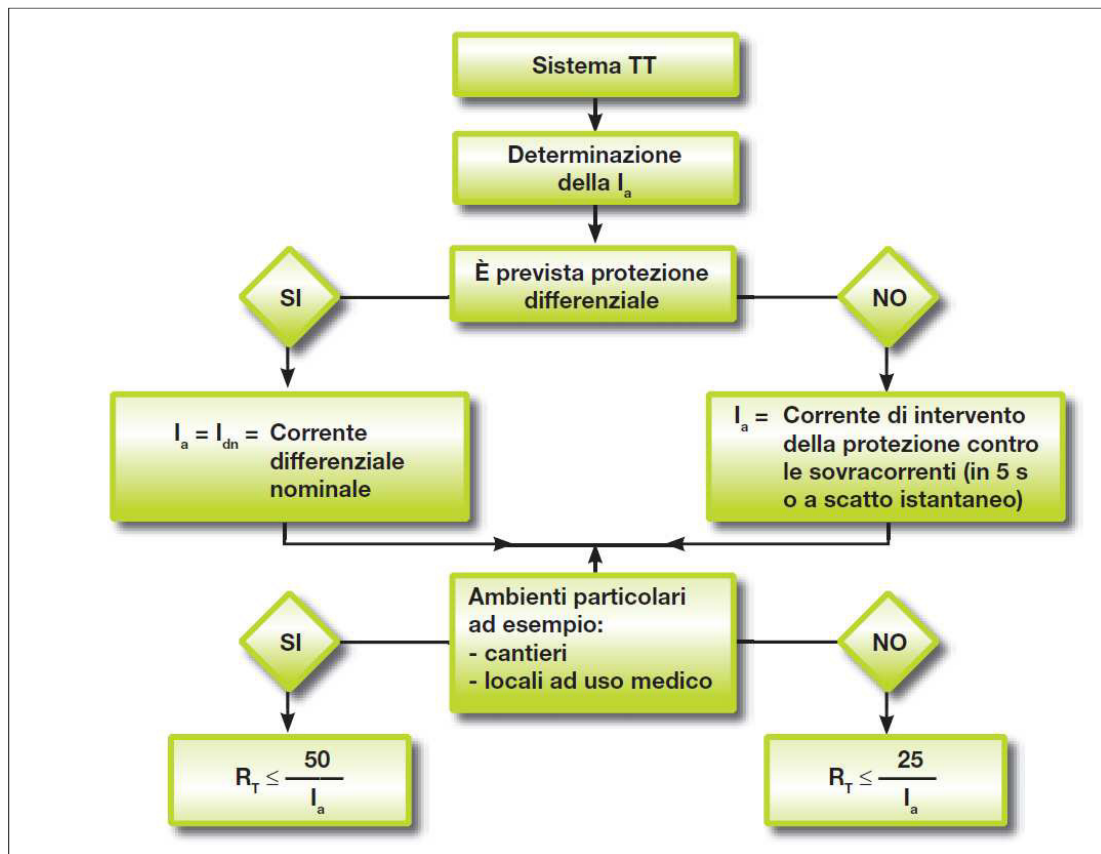 Sistema TT
Determinazione
della Ia
È prevista protezione
differenziale
SI
NO
Ia = Idn = Corrente
differenziale
nominale
Ia = Corrente di intervento
della protezione contro
le sovracorrenti (in 5 s
o a scatto istantaneo)
Ambienti particolari
ad esempio:
- cantieri
- locali ad uso medico
SI
NO
RT ≤ 50
Ia
RT ≤ 25
Ia